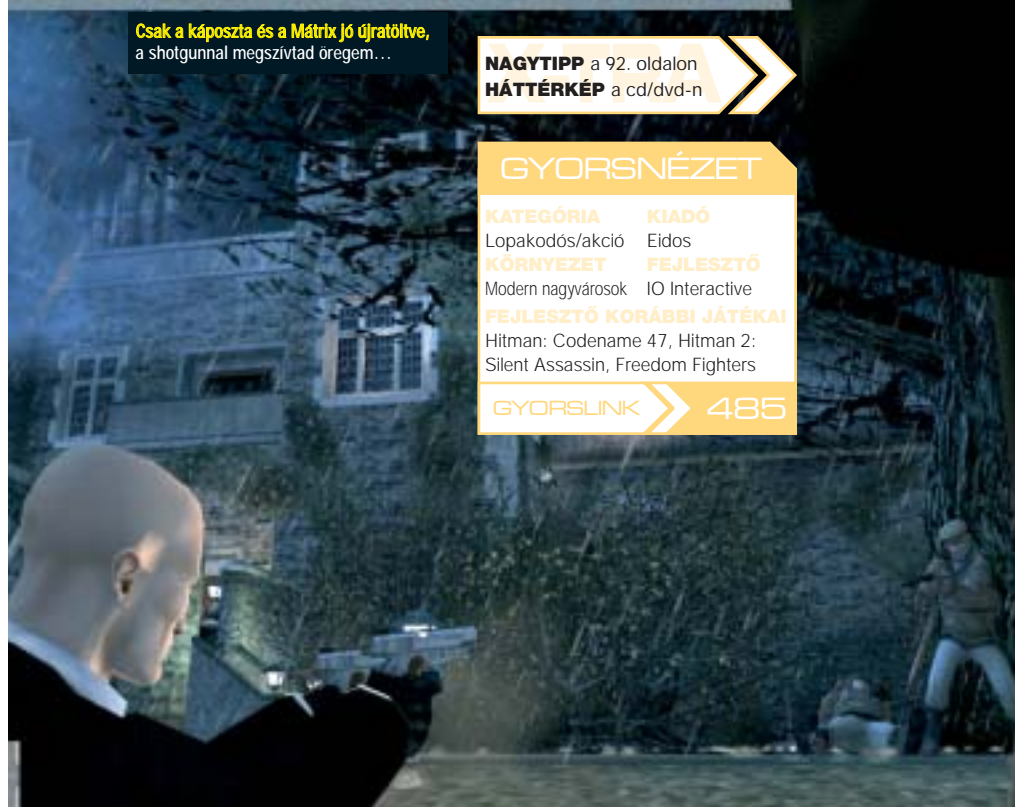 Csak a káposzta és a Mátrix jó újratöltve,
a shotgunnal megszívtad öregem…
X-TRA
NAGYTIPP a 92. oldalon
HÁTTÉRKÉP a cd/dvd-n
GYORSNÉZET
KATEGÓRIA KIADÓ
Lopakodós/akció Eidos
KÖRNYEZET FEJLESZTŐ
Modern nagyvárosok IO Interactive
FEJLESZTŐ KORÁBBI JÁTÉKAI
Hitman: Codename 47, Hitman 2:
Silent Assassin, Freedom Fighters
GYORSLINK 485